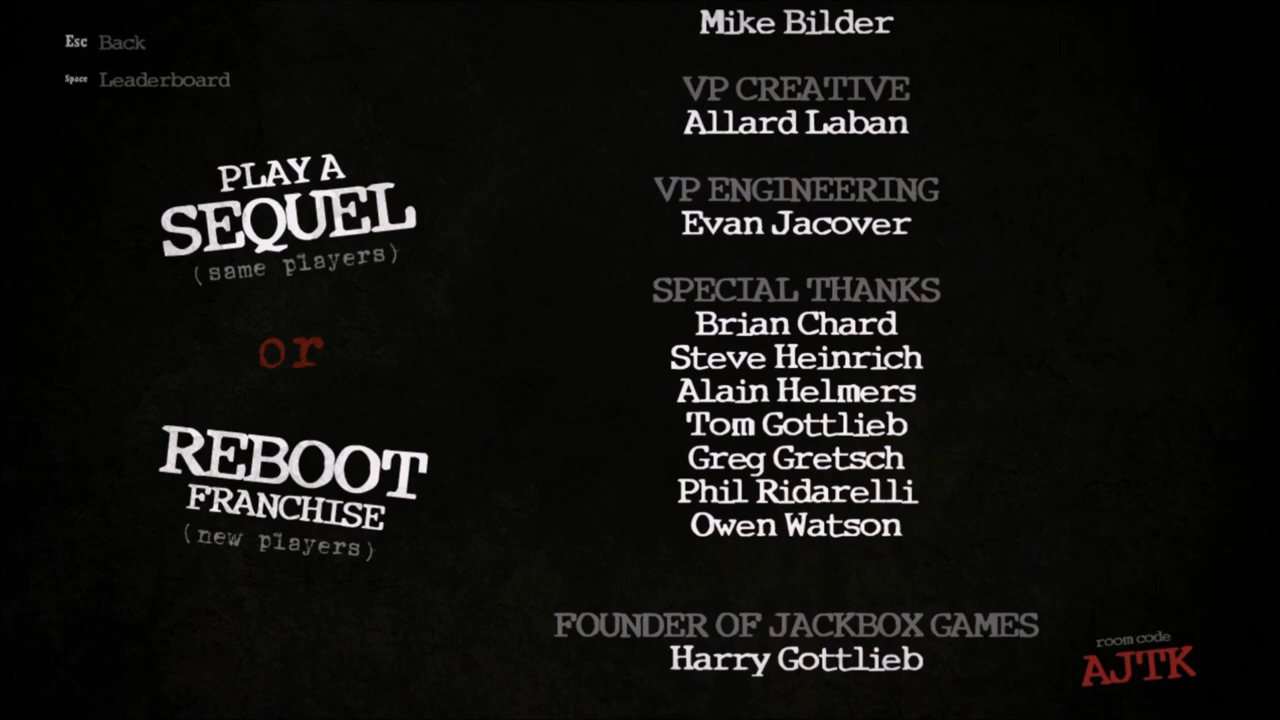 Esc Back
Space Leaderboard
PLAY A
SEQUEL
(same players)
or
REBOOT
FRANCHISE
(new players)
Mike Bilder
VP CREATIVE
Allard Laban
VP ENGINEERING
Evan Jacover
SPECIAL THANKS
Brian Chard
Steve Heinrich
Alain Helmers
Tom Gottlieb
Greg Gretsch
Phil Ridarelli
Owen Watson
FOUNDER OF JACKBOX GAMES
Harry Gottlieb
room code
AJTK